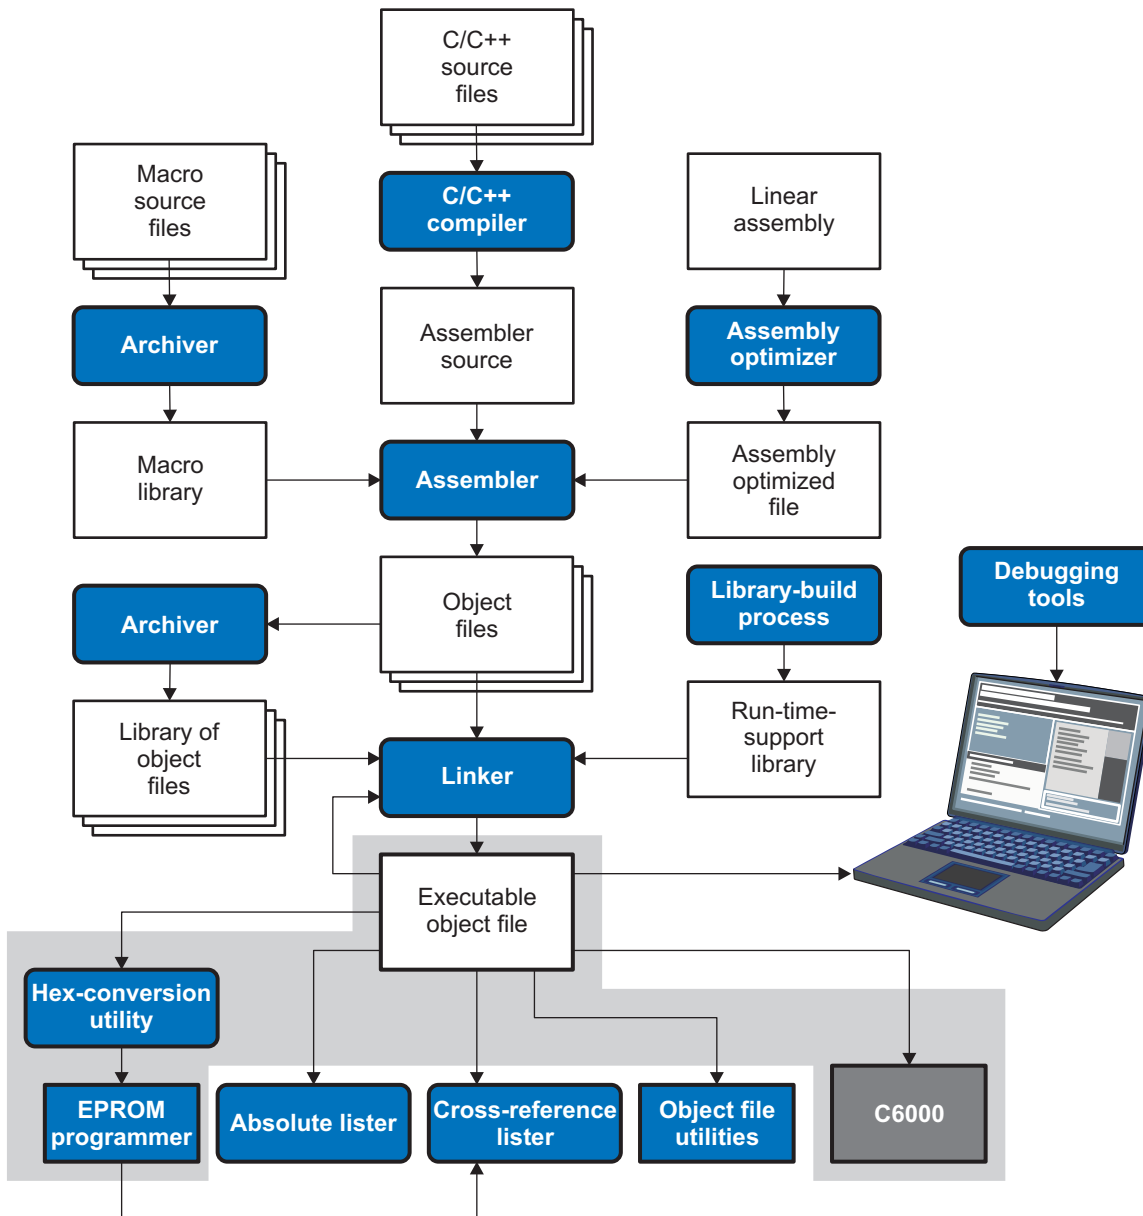 C/C++
source
files
Macro
source
files
C/C++
compiler
Linear
assembly
Archiver
Assembler
source
Assembly
optimizer
Macro
library
Assembler
Assembly
optimized
file
Debugging
tools
Archiver
Object
files
Library-build
process
Library of
object
files
Linker
Run-time-
support
library
Executable
object file
Hex-conversion
utility
EPROM
programmer
Absolute lister
Cross-reference
lister
Object file
utilities
C6000